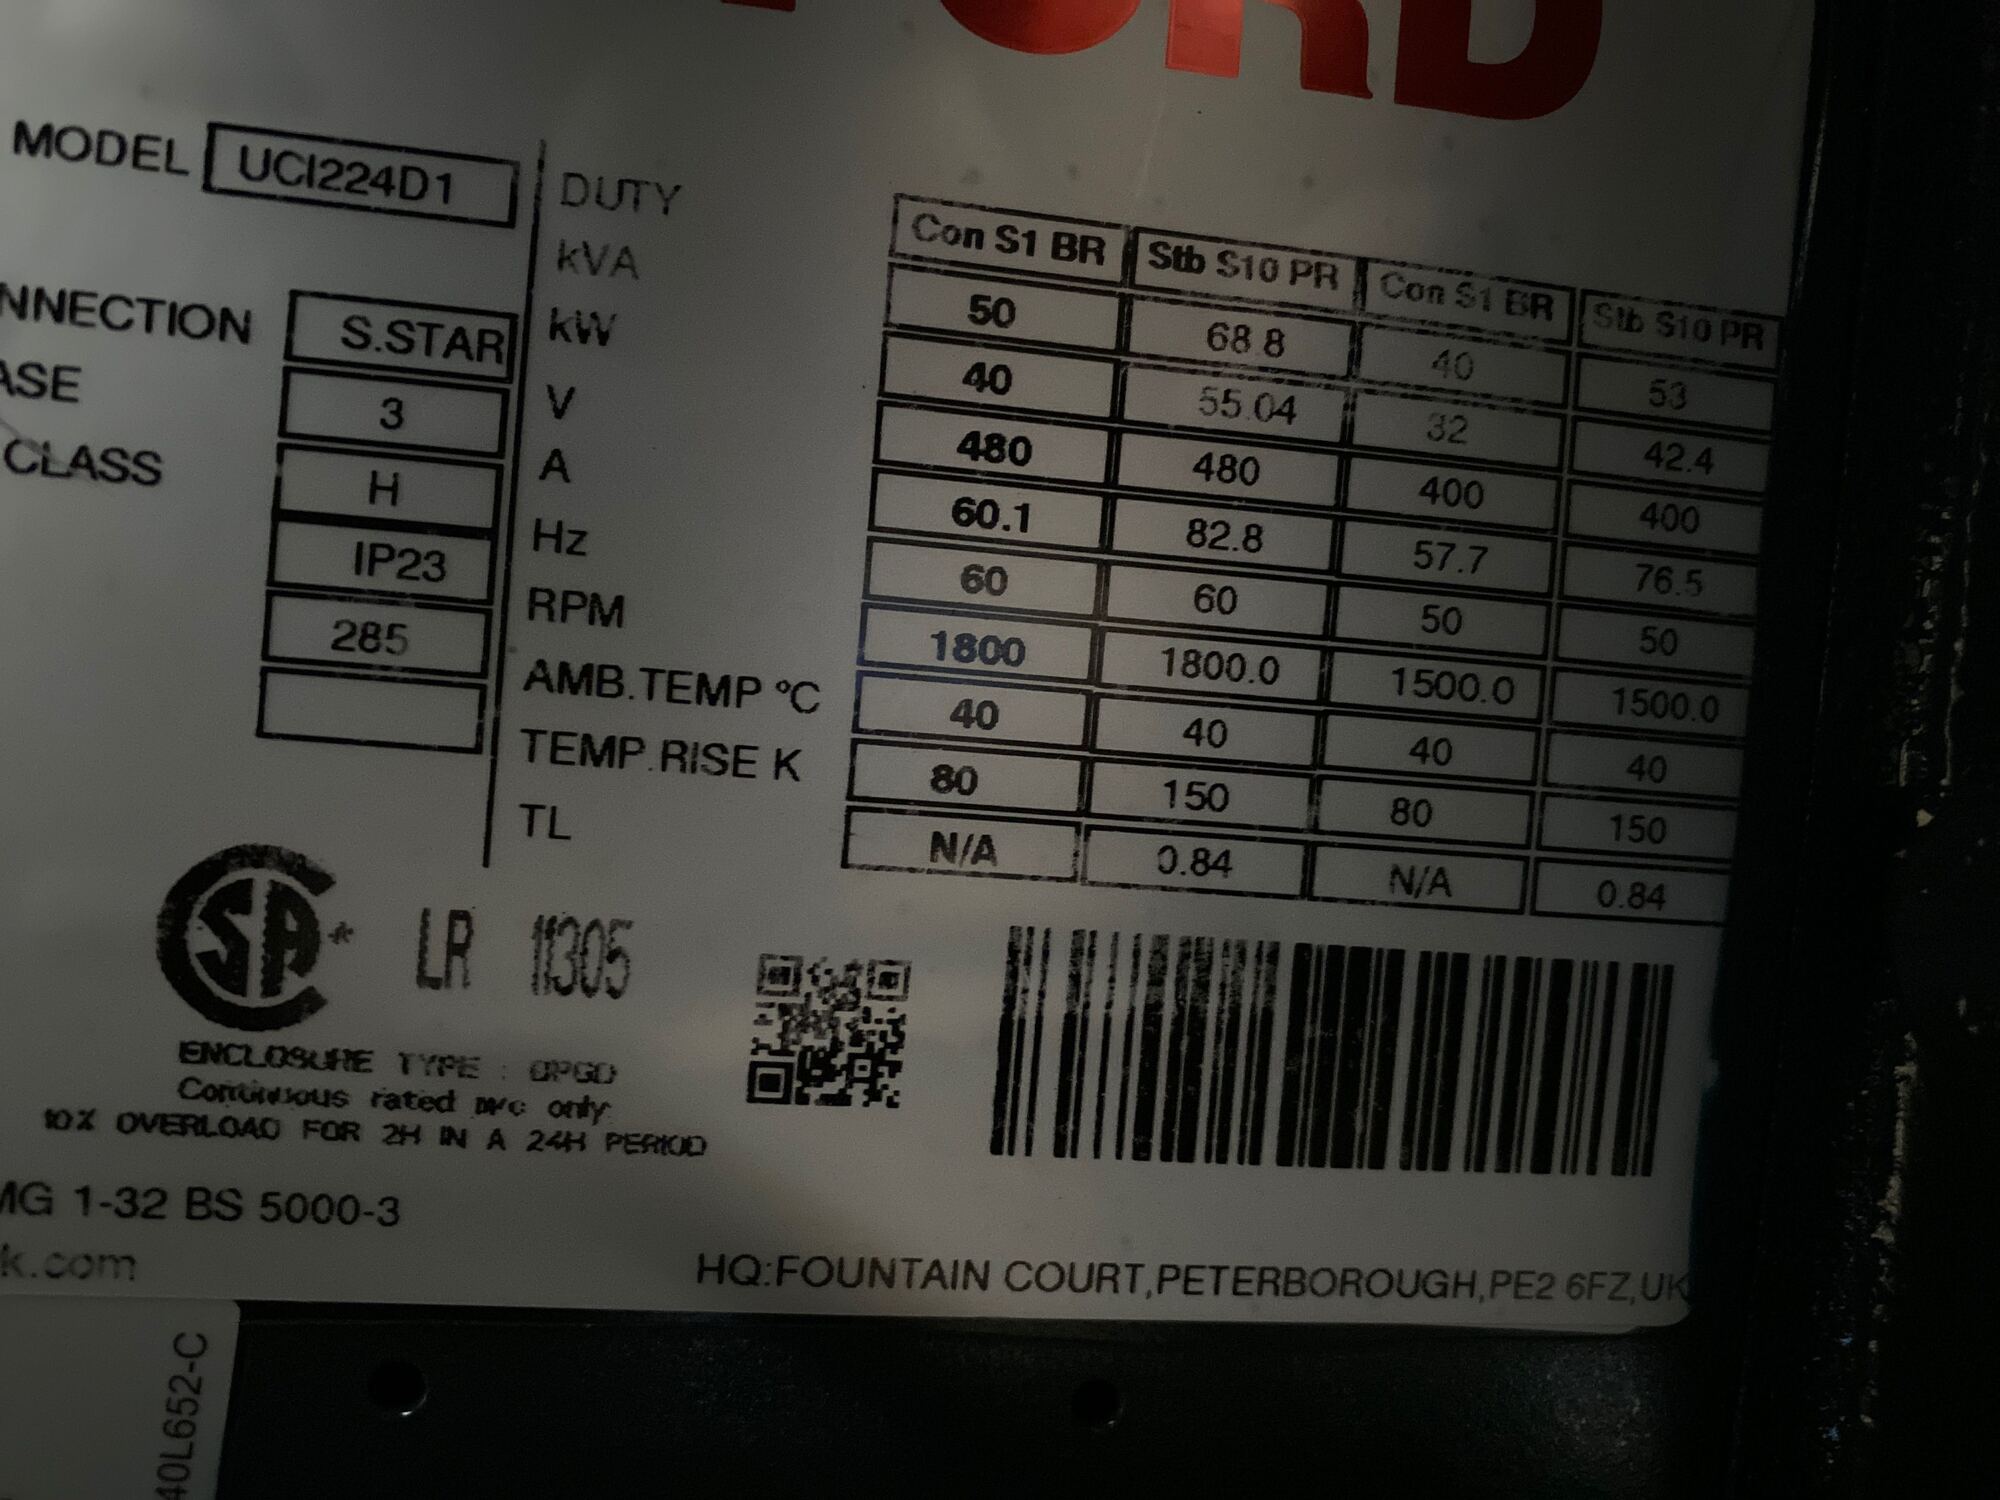 MODEL UCI224D1
NNECTION S.STAR
ASE 3
CLASS H
IP23
285
DUTY Con S1 BR Stb S10 PR Con S1 BR Stb S10 PR
kVA 50 68.8 40 53
kW 40 55.04 32 42.4
V 480 480 400 400
A 60.1 82.8 57.7 76.5
Hz 60 60 50 50
RPM 1800 1800.0 1500.0 1500.0
AMB.TEMP °C 40 40 40 40
TEMP.RISE K 80 150 80 150
TL N/A 0.84 N/A 0.84
CSA* LR 11305
ENCLOSURE TYPE :
Continuous rated only
10% OVERLOAD FOR 2H IN A 24H PERIOD
MG 1-32 BS 5000-3
k.com
HQ:FOUNTAIN COURT,PETERBOROUGH,PE2 6FZ,UK
40L652-C